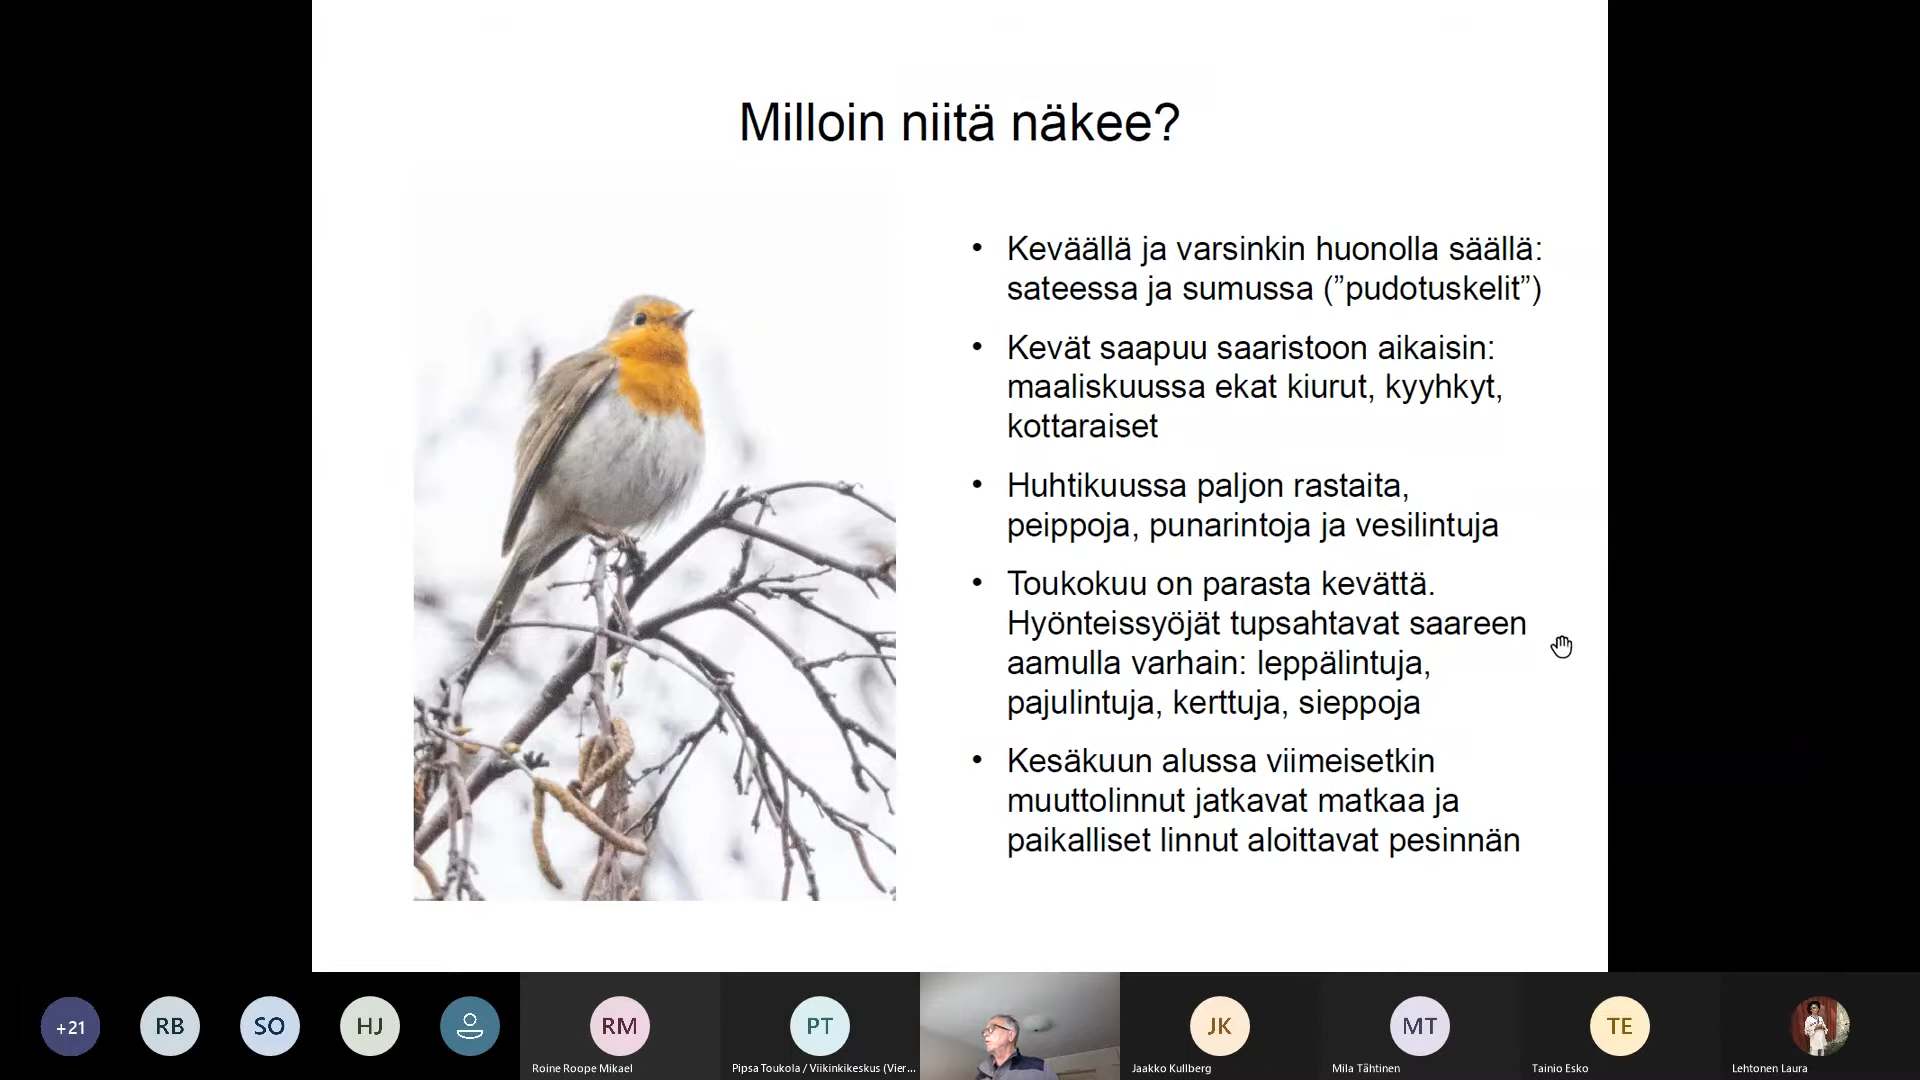 Milloin niitä näkee?
• Keväällä ja varsinkin huonolla säällä:
sateessa ja sumussa (”pudotuskelit”)
• Kevät saapuu saaristoon aikaisin:
maaliskuussa ekat kiurut, kyyhkyt,
kottaraiset
• Huhtikuussa paljon rastaita,
peippoja, punarintoja ja vesilintuja
• Toukokuu on parasta kevättä.
Hyönteissyöjät tupsahtavat saareen
aamulla varhain: leppälintuja,
pajulintuja, kerttuja, sieppoja
• Kesäkuun alussa viimeisetkin
muuttolinnut jatkavat matkaa ja
paikalliset linnut aloittavat pesinnän
+21 RB SO HJ RM PT JK MT TE
Roine Roope Mikael Pipsa Toukola / Viikinkikeskus (Vier... Jaakko Kullberg Mila Tähtinen Tainio Esko Lehtonen Laura